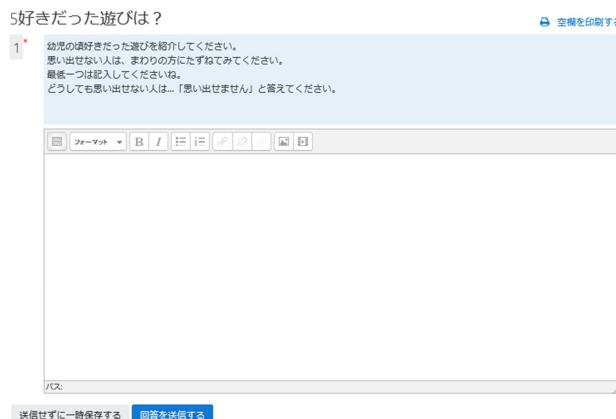 5好きだった遊びは？
空欄を印刷する
1*
幼児の頃好きだった遊びを紹介してください。
思い出せない人は、まわりの方にたずねてみてください。
最低一つは記入してくださいね。
どうしても思い出せない人は...「思い出せません」と答えてください。
フォーマット
B I
パス:
送信せずに一時保存する 回答を送信する